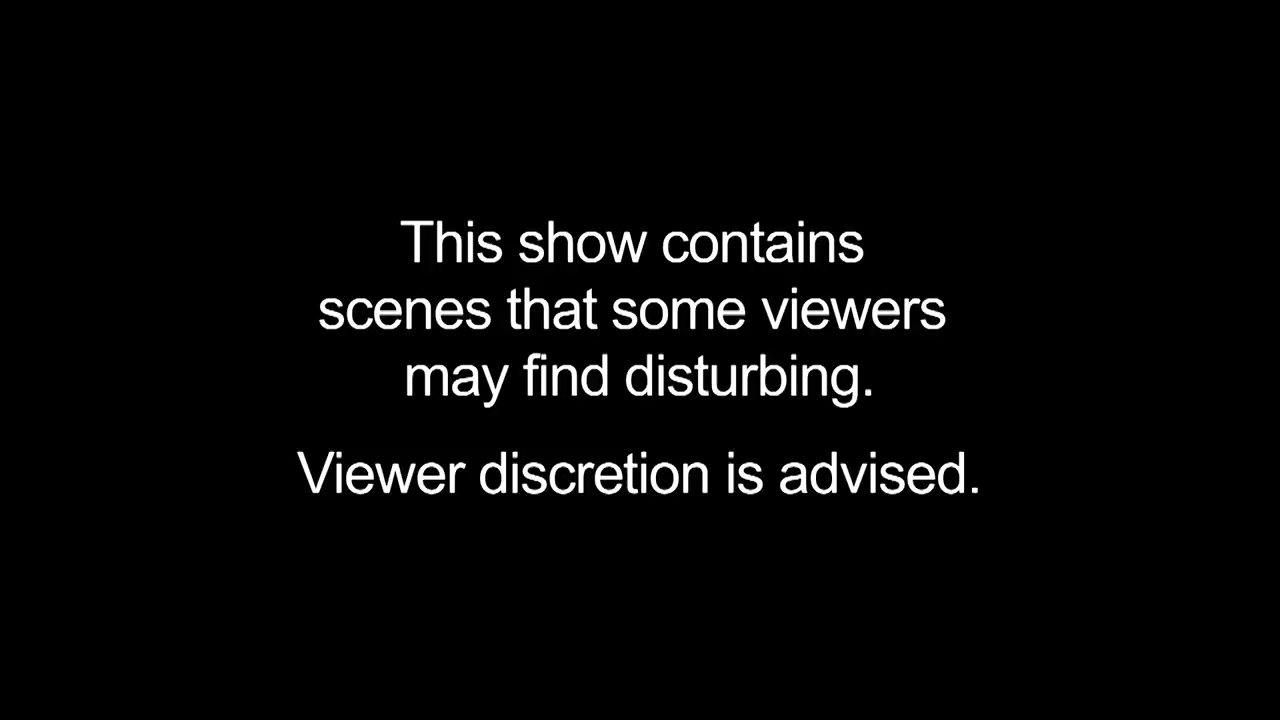 This show contains
scenes that some viewers
may find disturbing.
Viewer discretion is advised.